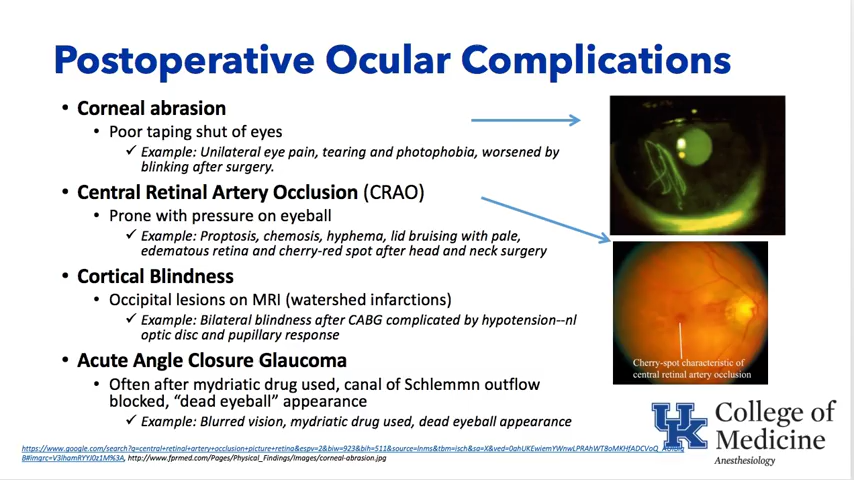 Postoperative Ocular Complications
• Corneal abrasion
• Poor taping shut of eyes
✓ Example: Unilateral eye pain, tearing and photophobia, worsened by
blinking after surgery.
• Central Retinal Artery Occlusion (CRAO)
• Prone with pressure on eyeball
✓ Example: Proptosis, chemosis, hyphema, lid bruising with pale,
edematous retina and cherry-red spot after head and neck surgery
• Cortical Blindness
• Occipital lesions on MRI (watershed infarctions)
✓ Example: Bilateral blindness after CABG complicated by hypotension--nl
optic disc and pupillary response
• Acute Angle Closure Glaucoma
• Often after mydriatic drug used, canal of Schlemmn outflow
blocked, “dead eyeball” appearance
✓ Example: Blurred vision, mydriatic drug used, dead eyeball appearance
Cherry-spot characteristic of
central retinal artery occlusion
UK College of
Medicine
Anesthesiology
http://www.fprmed.com/Pages/Physical_Findings/Images/corneal-abrasion.jpg